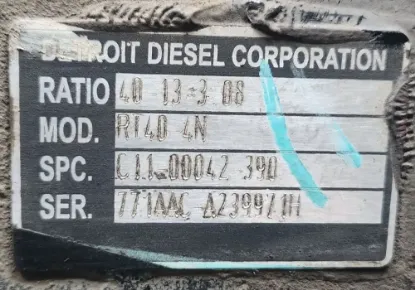 DETROIT DIESEL CORPORATION
RATIO 40-13=3.08
MOD. RT40-4N
SPC. C11-00042-390
SER.